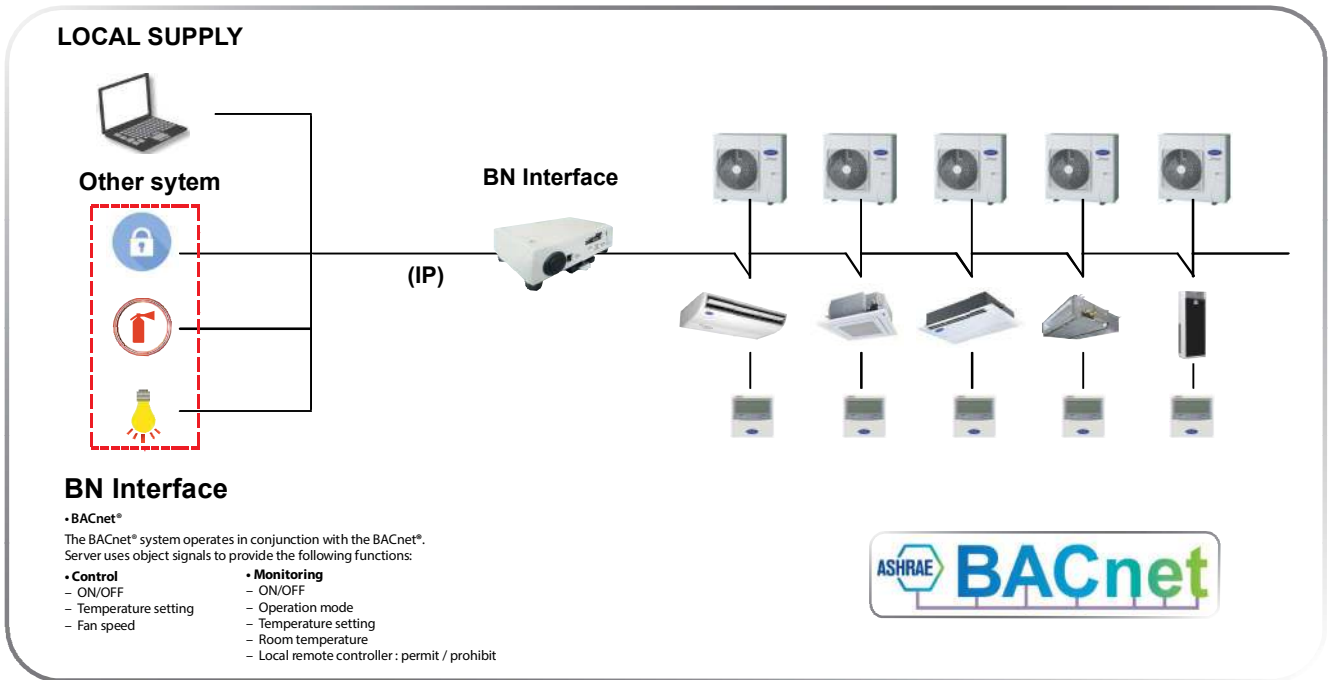 LOCAL SUPPLY
Other sytem
BN Interface
(IP)
BN Interface
• BACnet®
The BACnet® system operates in conjunction with the BACnet®.
Server uses object signals to provide the following functions:
• Control
– ON/OFF
– Temperature setting
– Fan speed
• Monitoring
– ON/OFF
– Operation mode
– Temperature setting
– Room temperature
– Local remote controller : permit / prohibit
ASHRAE BACnet